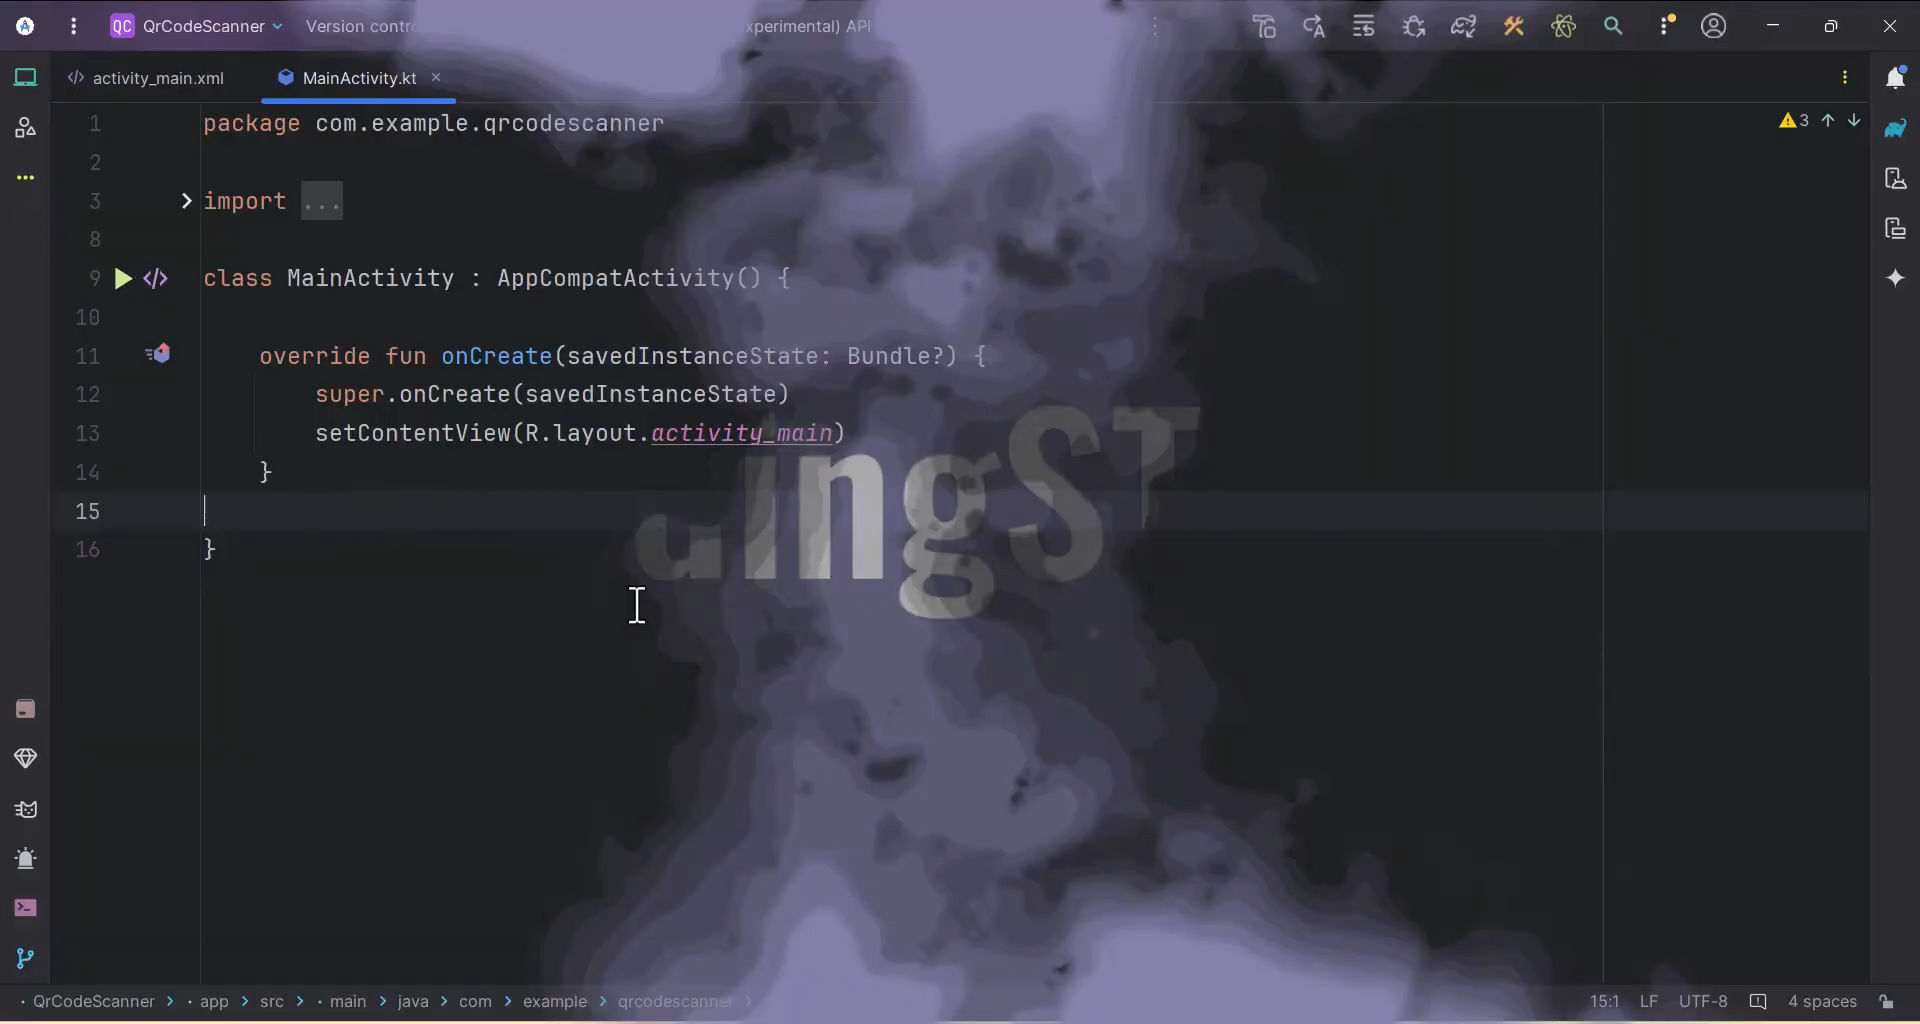 QC QrCodeScanner Version contr xperimental) API
activity_main.xml MainActivity.kt
1 package com.example.qrcodescanner
2
3 import ...
8
9 class MainActivity : AppCompatActivity() {
10
11 override fun onCreate(savedInstanceState: Bundle?) {
12 super.onCreate(savedInstanceState)
13 setContentView(R.layout.activity_main)
14 }
15
16 }
3
ingST
QrCodeScanner > app > src > main > java > com > example > qrcodescanner >
15:1 LF UTF-8 4 spaces